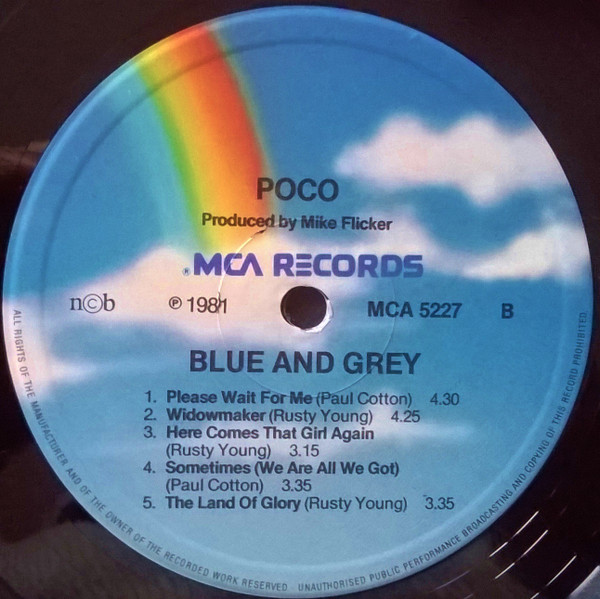 POCO
Produced by Mike Flicker
® MCA RECORDS
n©b ℗ 1981 MCA 5227 B
BLUE AND GREY
1. Please Wait For Me (Paul Cotton) 4.30
2. Widowmaker (Rusty Young) 4.25
3. Here Comes That Girl Again
(Rusty Young) 3.15
4. Sometimes (We Are All We Got)
(Paul Cotton) 3.35
5. The Land Of Glory (Rusty Young) 3.35
ALL RIGHTS OF THE MANUFACTURER AND OF THE OWNER OF THE RECORDED WORK RESERVED · UNAUTHORISED PUBLIC PERFORMANCE BROADCASTING AND COPYING OF THIS RECORD PROHIBITED